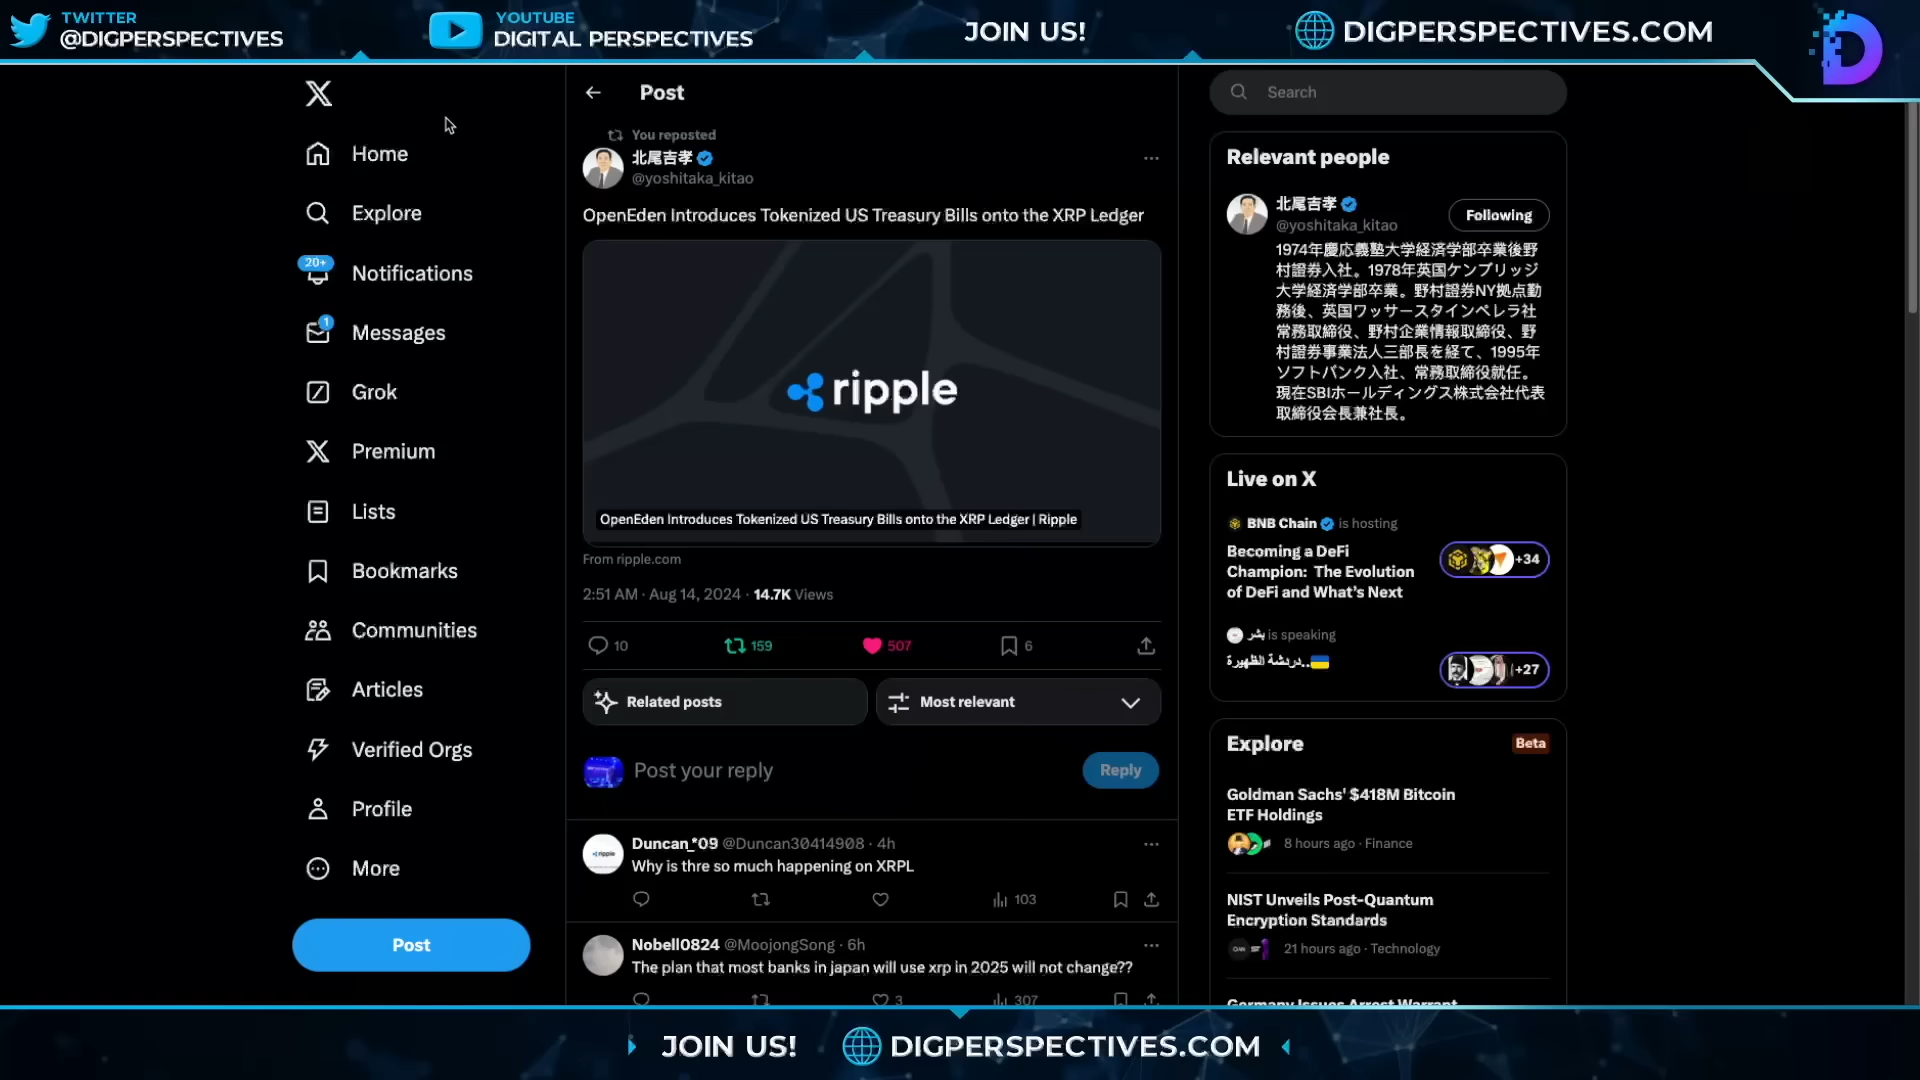 TWITTER
@DIGPERSPECTIVES
YOUTUBE
DIGITAL PERSPECTIVES
JOIN US!
DIGPERSPECTIVES.COM
Home
Explore
20+
Notifications
1
Messages
Grok
Premium
Lists
Bookmarks
Communities
Articles
Verified Orgs
Profile
More
Post
Post
You reposted
北尾吉孝
@yoshitaka_kitao
OpenEden Introduces Tokenized US Treasury Bills onto the XRP Ledger
ripple
OpenEden Introduces Tokenized US Treasury Bills onto the XRP Ledger | Ripple
From ripple.com
2:51 AM · Aug 14, 2024 · 14.7K Views
10 159 507 6
Related posts
Most relevant
Post your reply
Reply
Duncan_*09 @Duncan30414908 · 4h
Why is thre so much happening on XRPL
103
Nobell0824 @MoojongSong · 6h
The plan that most banks in japan will use xrp in 2025 will not change??
3 307
Search
Relevant people
北尾吉孝
@yoshitaka_kitao
Following
1974年慶応義塾大学経済学部卒業後野
村證券入社。1978年英国ケンブリッジ
大学経済学部卒業。野村證券NY拠点勤
務後、英国ワッサースタインペレラ社
常務取締役、野村企業情報取締役、野
村證券事業法人三部長を経て、1995年
ソフトバンク入社、常務取締役就任。
現在SBIホールディングス株式会社代表
取締役会長兼社長。
Live on X
BNB Chain is hosting
Becoming a DeFi
Champion: The Evolution
of DeFi and What's Next
+34
بشر is speaking
دردشة الظهيرة..
+27
Explore
Beta
Goldman Sachs' $418M Bitcoin
ETF Holdings
8 hours ago · Finance
NIST Unveils Post-Quantum
Encryption Standards
21 hours ago · Technology
Germany Issues Arrest Warrant
JOIN US!
DIGPERSPECTIVES.COM